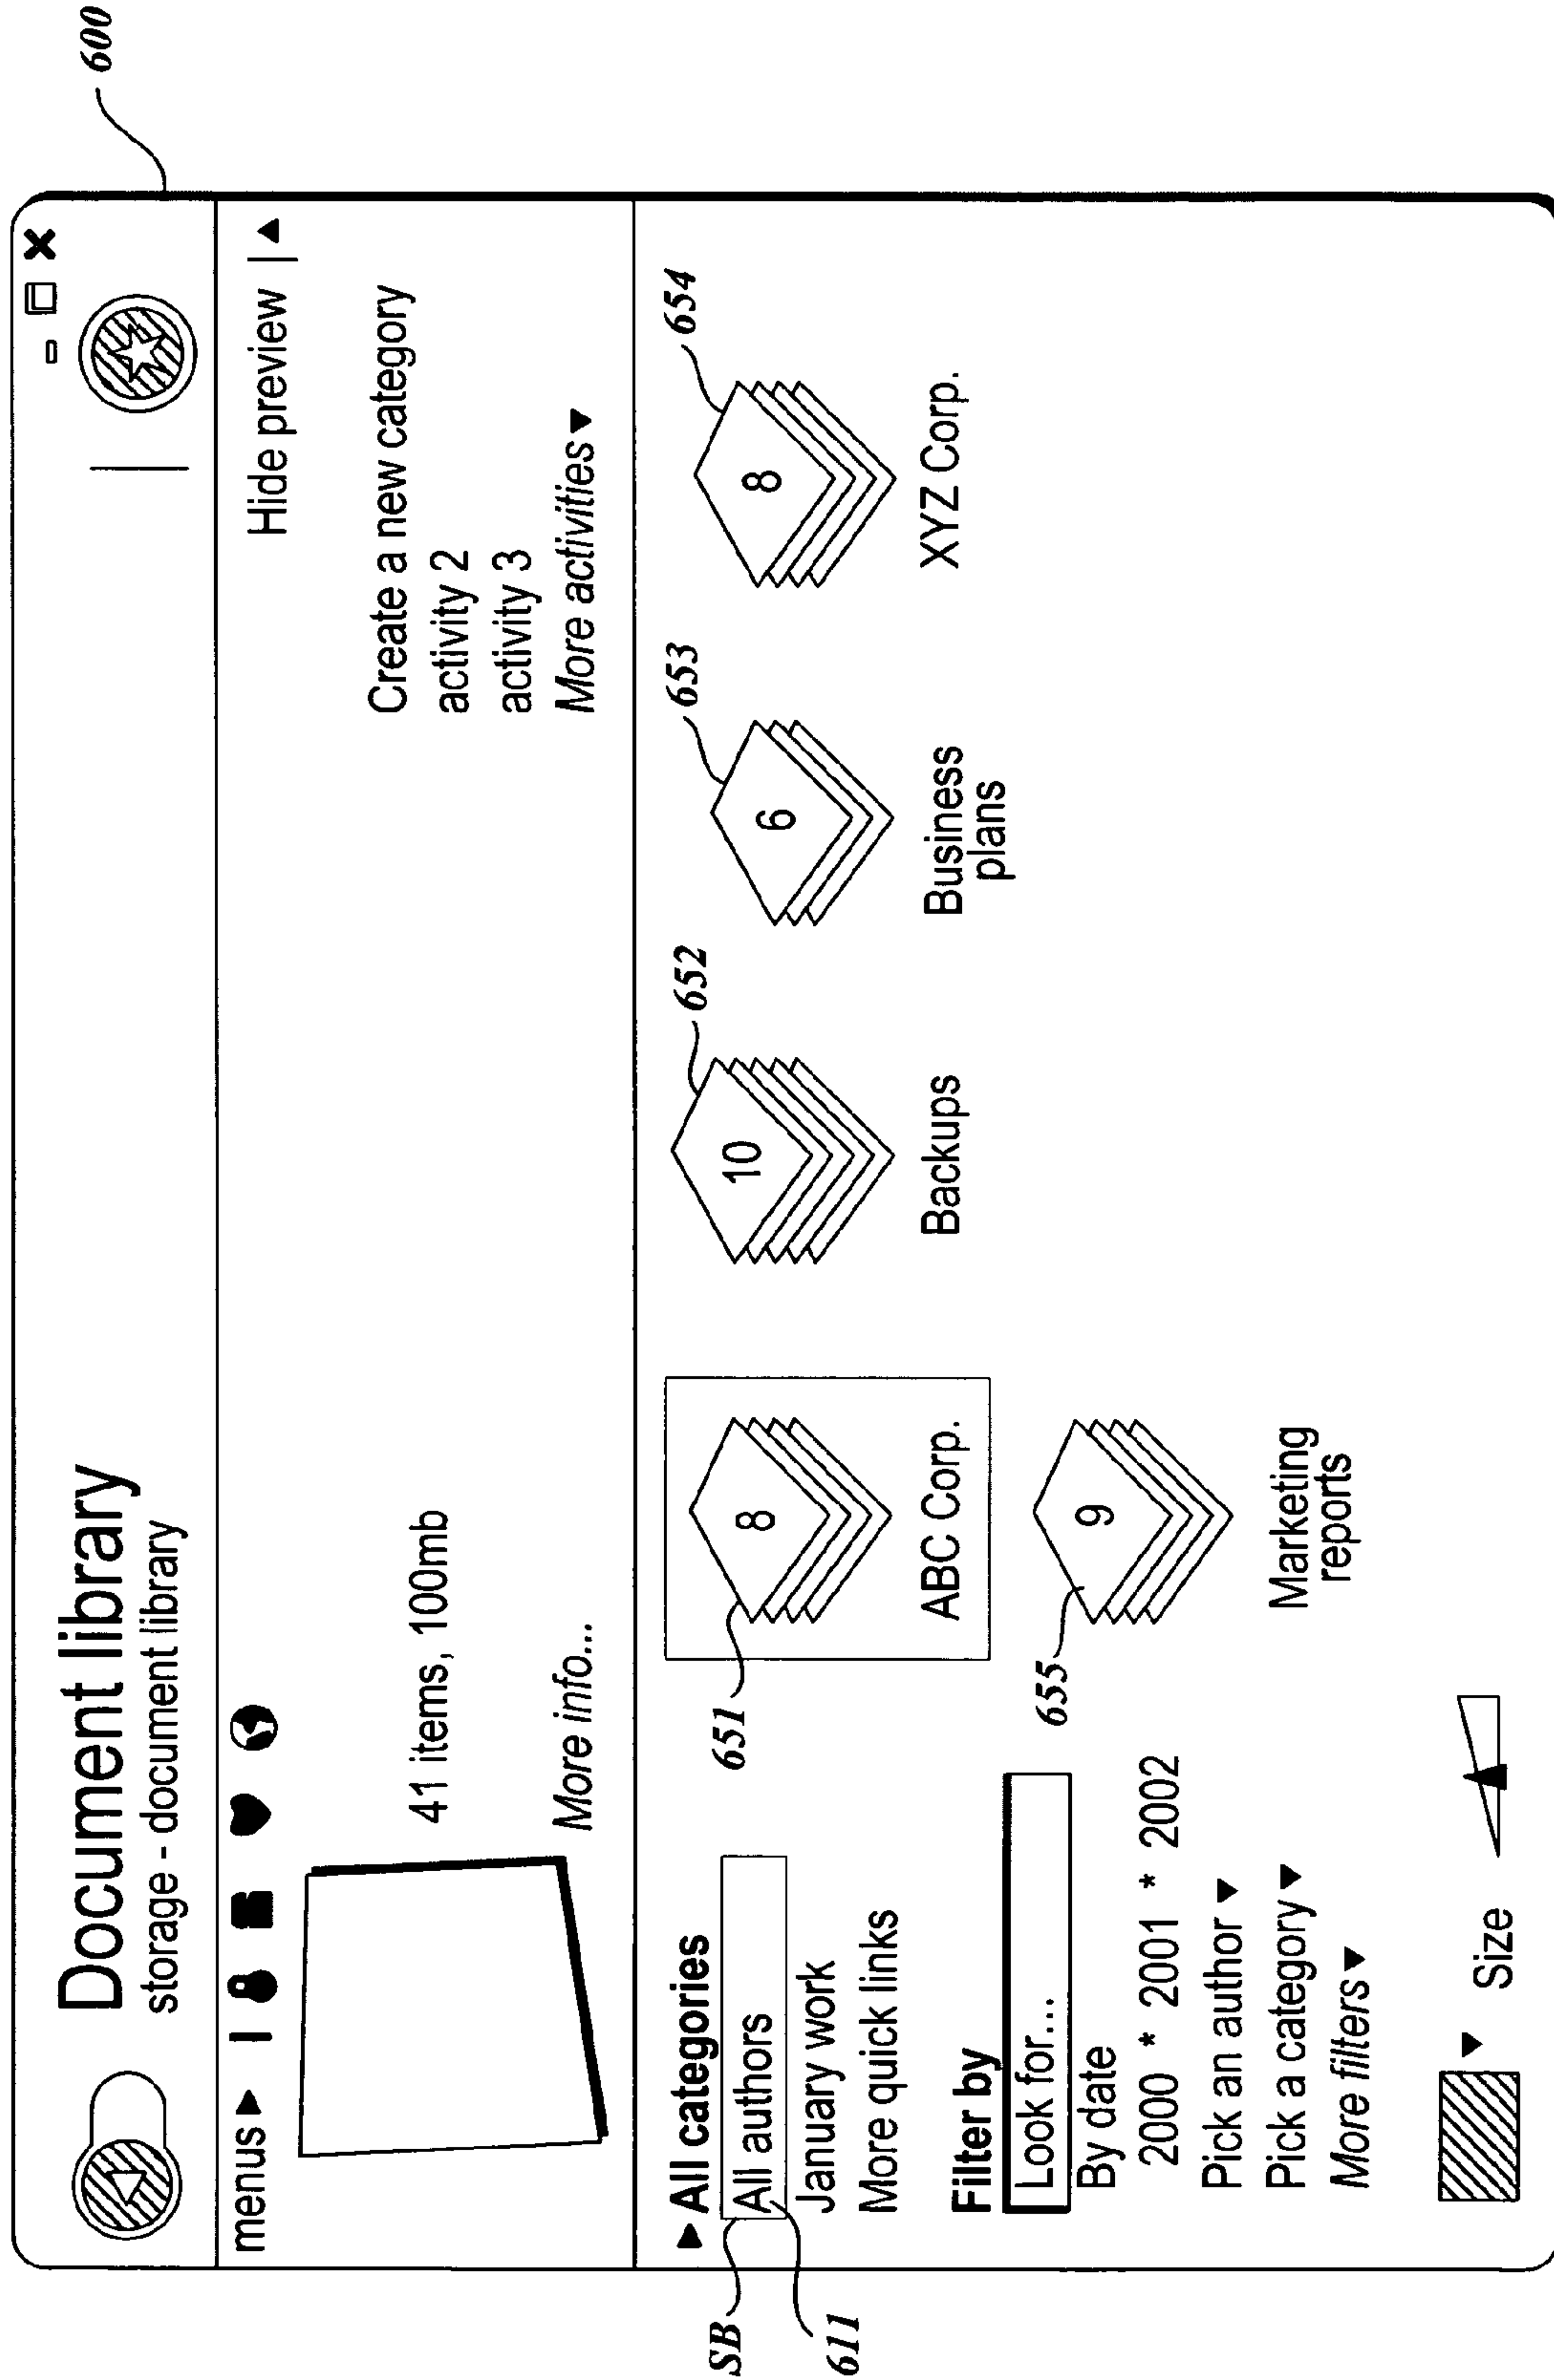 600
Document library
storage - document library
menus
Hide preview
41 items, 100mb
More info...
Create a new category
activity 2
activity 3
More activities
SB
611
All categories
All authors
January work
More quick links
Filter by
Look for...
By date
2000 * 2001 * 2002
Pick an author
Pick a category
More filters
Size
651
8
ABC Corp.
652
10
Backups
653
6
Business
plans
654
8
XYZ Corp.
655
9
Marketing
reports